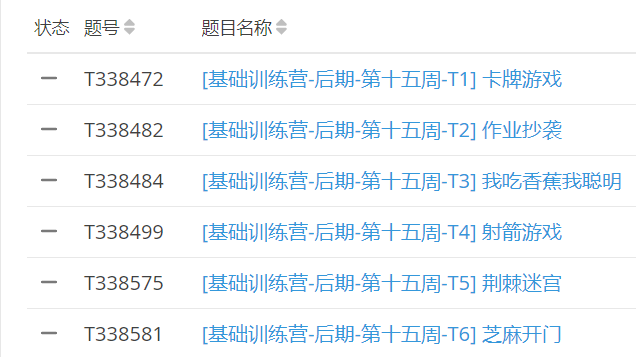 状态 题号 题目名称
T338472 [基础训练营-后期-第十五周-T1] 卡牌游戏
T338482 [基础训练营-后期-第十五周-T2] 作业抄袭
T338484 [基础训练营-后期-第十五周-T3] 我吃香蕉我聪明
T338499 [基础训练营-后期-第十五周-T4] 射箭游戏
T338575 [基础训练营-后期-第十五周-T5] 荆棘迷宫
T338581 [基础训练营-后期-第十五周-T6] 芝麻开门